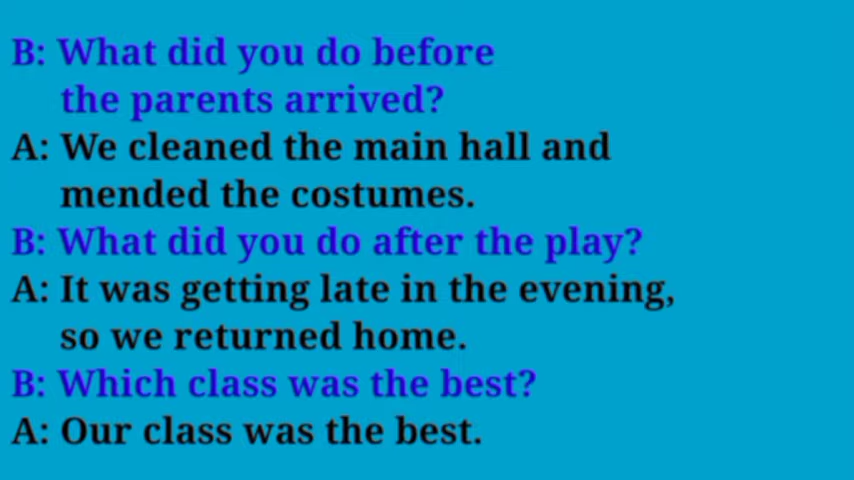 B: What did you do before
the parents arrived?
A: We cleaned the main hall and
mended the costumes.
B: What did you do after the play?
A: It was getting late in the evening,
so we returned home.
B: Which class was the best?
A: Our class was the best.